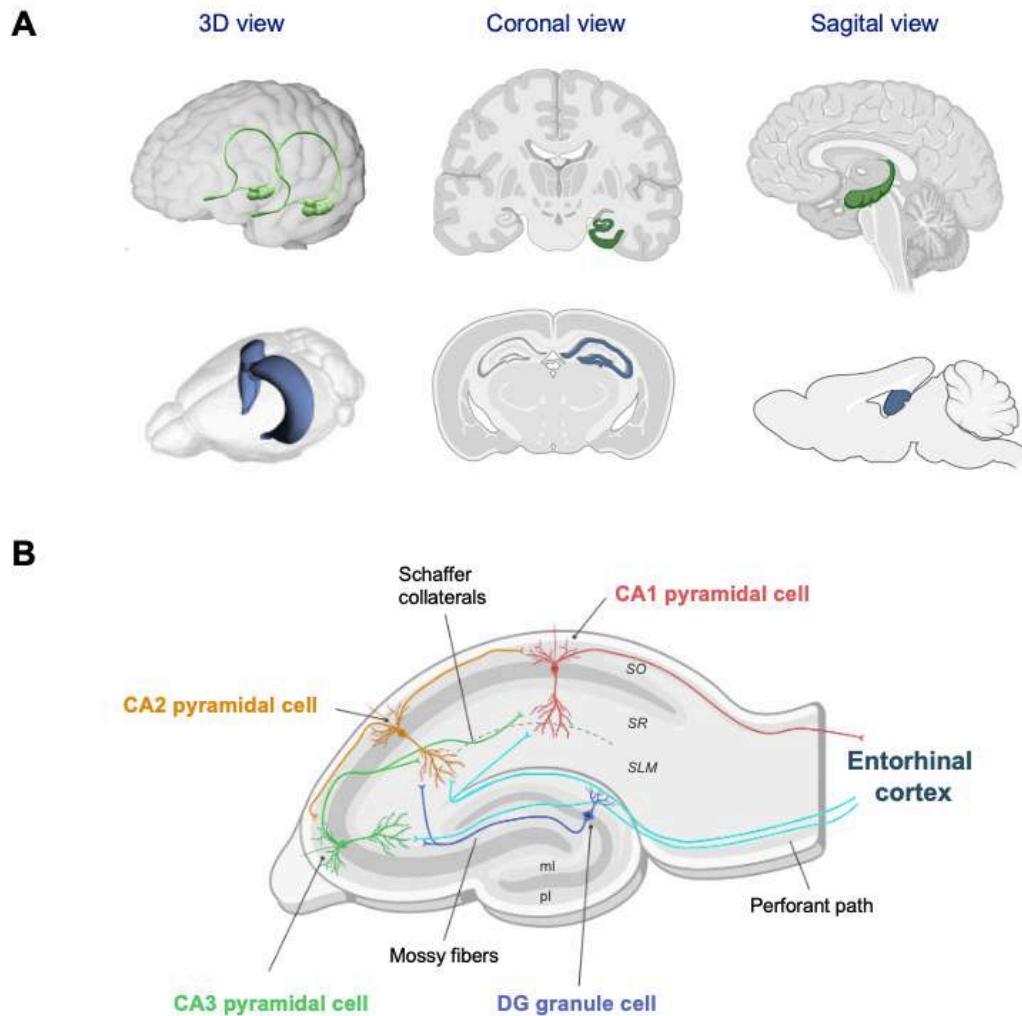 A
3D view
Coronal view
Sagital view
B
Schaffer
collaterals
CA1 pyramidal cell
SO
CA2 pyramidal cell
SR
SLM
Entorhinal
cortex
ml
pl
Perforant path
Mossy fibers
CA3 pyramidal cell
DG granule cell